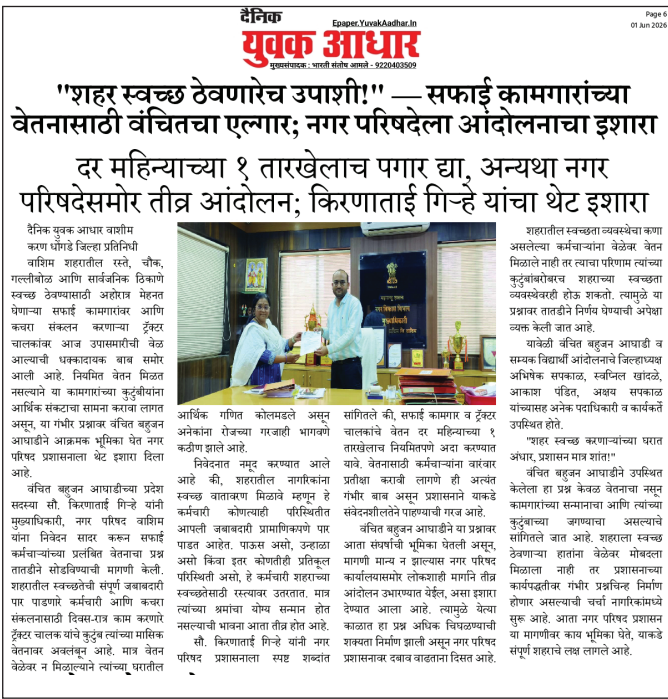 दैनिक
Epaper.YuvakAadhar.In
युवक आधार
मुख्यसंपादक : भारती संतोष आमले - 9220403509
Page 6
01 Jun 2026
"शहर स्वच्छ ठेवणारेच उपाशी!" — सफाई कामगारांच्या
वेतनासाठी वंचितचा एल्गार; नगर परिषदेला आंदोलनाचा इशारा
दर महिन्याच्या १ तारखेलाच पगार द्या, अन्यथा नगर
परिषदेसमोर तीव्र आंदोलन; किरणाताई गिऱ्हे यांचा थेट इशारा
दैनिक युवक आधार वाशीम
करण धोंगडे जिल्हा प्रतिनिधी
वाशिम शहरातील रस्ते, चौक,
गल्लीबोळ आणि सार्वजनिक ठिकाणे
स्वच्छ ठेवण्यासाठी अहोरात्र मेहनत
घेणाऱ्या सफाई कामगारांवर आणि
कचरा संकलन करणाऱ्या ट्रॅक्टर
चालकांवर आज उपासमारीची वेळ
आल्याची धक्कादायक बाब समोर
आली आहे. नियमित वेतन मिळत
नसल्याने या कामगारांच्या कुटुंबीयांना
आर्थिक संकटाचा सामना करावा लागत
असून, या गंभीर प्रश्नावर वंचित बहुजन
आघाडीने आक्रमक भूमिका घेत नगर
परिषद प्रशासनाला थेट इशारा दिला
आहे.
वंचित बहुजन आघाडीच्या प्रदेश
सदस्या सौ. किरणाताई गिऱ्हे यांनी
मुख्याधिकारी, नगर परिषद वाशिम
यांना निवेदन सादर करून सफाई
कर्मचाऱ्यांच्या प्रलंबित वेतनाचा प्रश्न
तातडीने सोडविण्याची मागणी केली.
शहरातील स्वच्छतेची संपूर्ण जबाबदारी
पार पाडणारे कर्मचारी आणि कचरा
संकलनासाठी दिवस-रात्र काम करणारे
ट्रॅक्टर चालक यांचे कुटुंब त्यांच्या मासिक
वेतनावर अवलंबून आहे. मात्र वेतन
वेळेवर न मिळाल्याने त्यांच्या घरातील
आर्थिक गणित कोलमडले असून
अनेकांना रोजच्या गरजाही भागवणे
कठीण झाले आहे.
निवेदनात नमूद करण्यात आले
आहे की, शहरातील नागरिकांना
स्वच्छ वातावरण मिळावे म्हणून हे
कर्मचारी कोणत्याही परिस्थितीत
आपली जबाबदारी प्रामाणिकपणे पार
पाडत आहेत. पाऊस असो, उन्हाळा
असो किंवा इतर कोणतीही प्रतिकूल
परिस्थिती असो, हे कर्मचारी शहराच्या
स्वच्छतेसाठी रस्त्यावर उतरतात. मात्र
त्यांच्या श्रमांचा योग्य सन्मान होत
नसल्याची भावना आता तीव्र होत आहे.
सौ. किरणाताई गिऱ्हे यांनी नगर
परिषद प्रशासनाला स्पष्ट शब्दांत
सांगितले की, सफाई कामगार व ट्रॅक्टर
चालकांचे वेतन दर महिन्याच्या १
तारखेलाच नियमितपणे अदा करण्यात
यावे. वेतनासाठी कर्मचाऱ्यांना वारंवार
प्रतीक्षा करावी लागणे ही अत्यंत
गंभीर बाब असून प्रशासनाने याकडे
संवेदनशीलतेने पाहण्याची गरज आहे.
वंचित बहुजन आघाडीने या प्रश्नावर
आता संघर्षाची भूमिका घेतली असून,
मागणी मान्य न झाल्यास नगर परिषद
कार्यालयासमोर लोकशाही मार्गाने तीव्र
आंदोलन उभारण्यात येईल, असा इशारा
देण्यात आला आहे. त्यामुळे येत्या
काळात हा प्रश्न अधिक चिघळण्याची
शक्यता निर्माण झाली असून नगर परिषद
प्रशासनावर दबाव वाढताना दिसत आहे.
शहरातील स्वच्छता व्यवस्थेचा कणा
असलेल्या कर्मचाऱ्यांना वेळेवर वेतन
मिळाले नाही तर त्याचा परिणाम त्यांच्या
कुटुंबांबरोबरच शहराच्या स्वच्छता
व्यवस्थेवरही होऊ शकतो. त्यामुळे या
प्रश्नावर तातडीने निर्णय घेण्याची अपेक्षा
व्यक्त केली जात आहे.
यावेळी वंचित बहुजन आघाडी व
सम्यक विद्यार्थी आंदोलनाचे जिल्हाध्यक्ष
अभिषेक सपकाळ, स्वप्निल खांदळे,
आकाश पंडित, अक्षय सपकाळ
यांच्यासह अनेक पदाधिकारी व कार्यकर्ते
उपस्थित होते.
"शहर स्वच्छ करणाऱ्यांच्या घरात
अंधार, प्रशासन मात्र शांत!"
वंचित बहुजन आघाडीने उपस्थित
केलेला हा प्रश्न केवळ वेतनाचा नसून
कामगारांच्या सन्मानाचा आणि त्यांच्या
कुटुंबाच्या जगण्याचा असल्याचे
सांगितले जात आहे. शहराला स्वच्छ
ठेवणाऱ्या हातांना वेळेवर मोबदला
मिळाला नाही तर प्रशासनाच्या
कार्यपद्धतीवर गंभीर प्रश्नचिन्ह निर्माण
होणार असल्याची चर्चा नागरिकांमध्ये
सुरू आहे. आता नगर परिषद प्रशासन
या मागणीवर काय भूमिका घेते, याकडे
संपूर्ण शहराचे लक्ष लागले आहे.